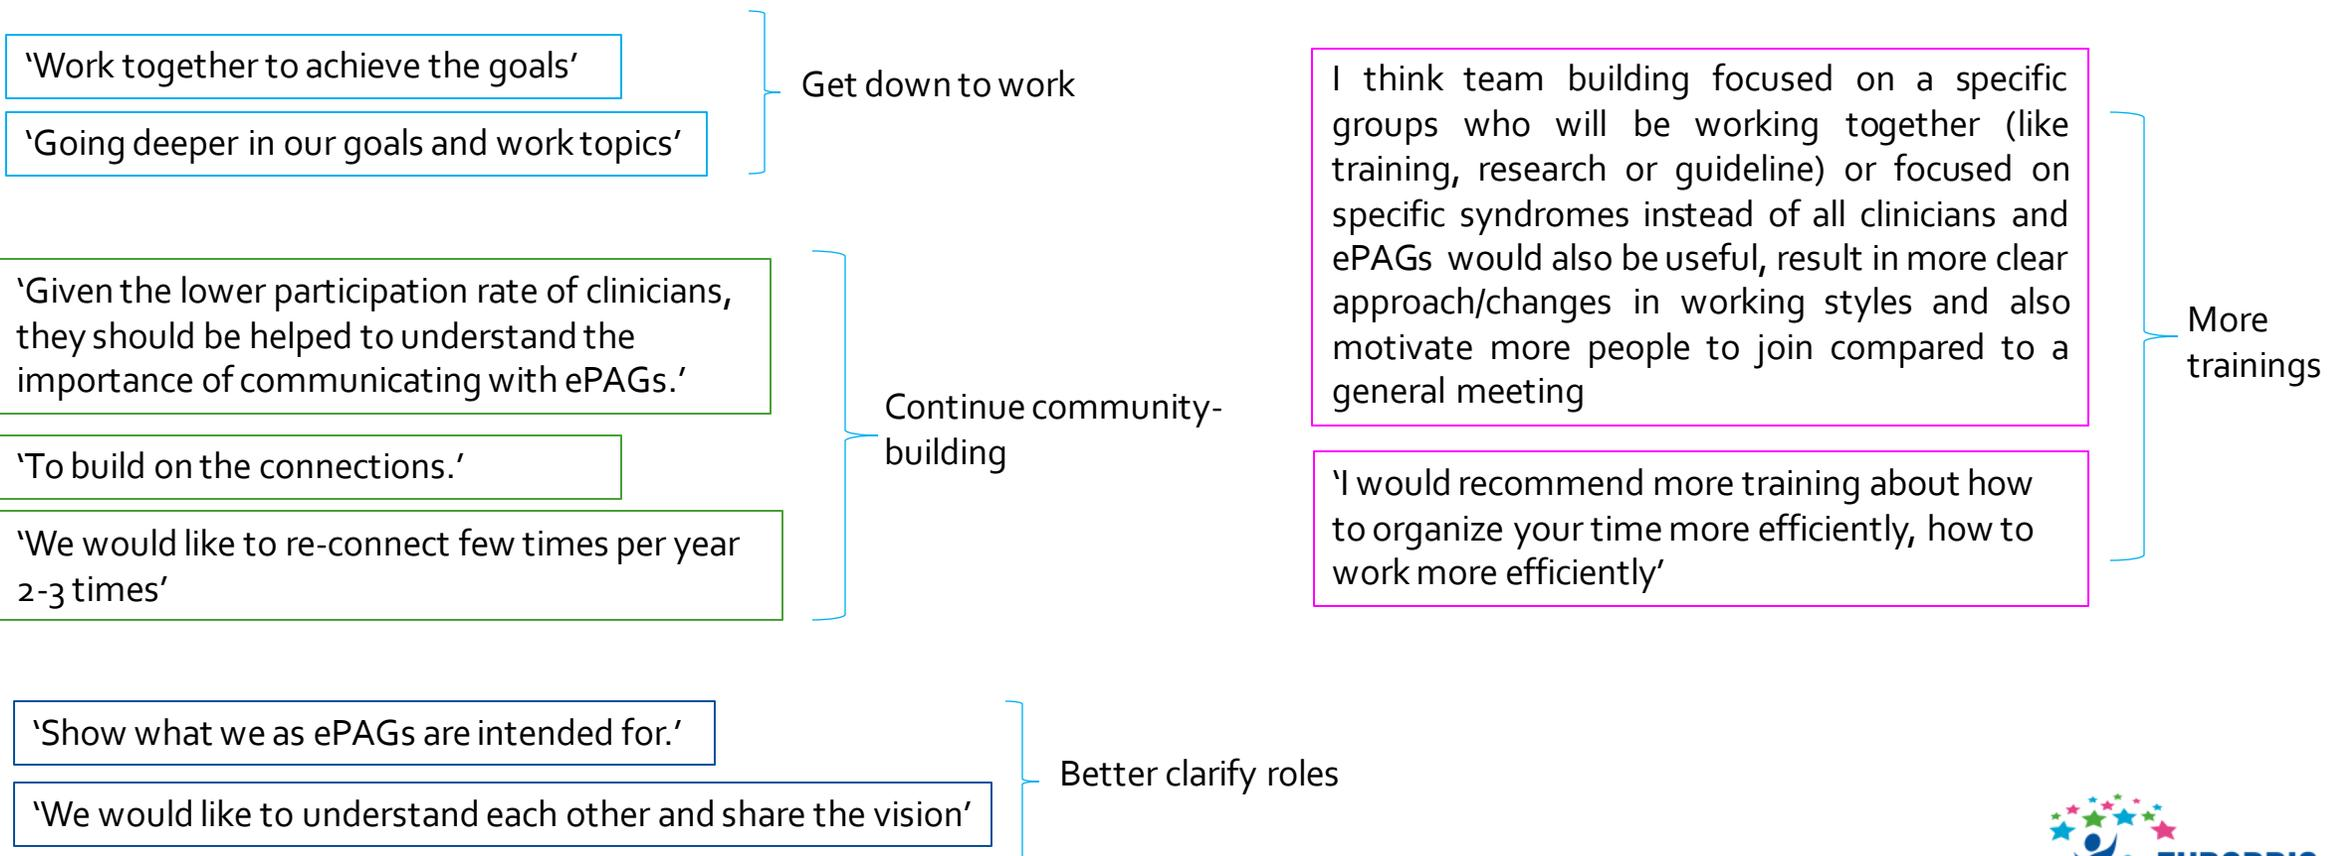 ‘Work together to achieve the goals’
‘Going deeper in our goals and work topics’
Get down to work
‘Given the lower participation rate of clinicians,
they should be helped to understand the
importance of communicating with ePAGs.’
‘To build on the connections.’
‘We would like to re-connect few times per year
2-3 times’
Continue community-
building
‘Show what we as ePAGs are intended for.’
‘We would like to understand each other and share the vision’
Better clarify roles
I think team building focused on a specific
groups who will be working together (like
training, research or guideline) or focused on
specific syndromes instead of all clinicians and
ePAGs would also be useful, result in more clear
approach/changes in working styles and also
motivate more people to join compared to a
general meeting
‘I would recommend more training about how
to organize your time more efficiently, how to
work more efficiently’
More
trainings